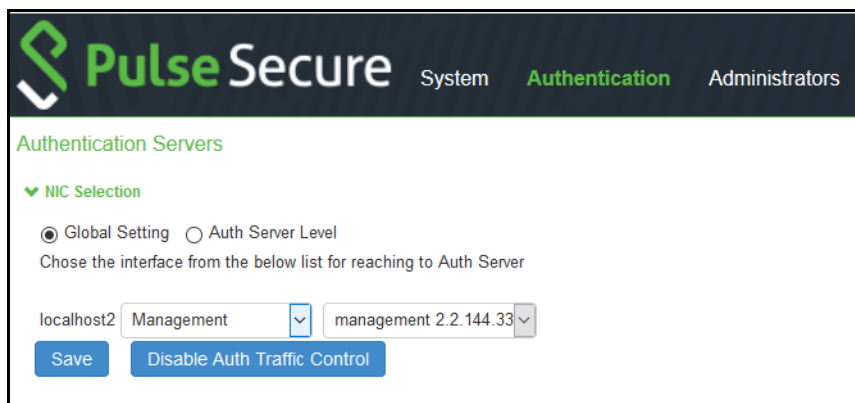 Pulse Secure System Authentication Administrators
Authentication Servers
NIC Selection
Global Setting Auth Server Level
Chose the interface from the below list for reaching to Auth Server
localhost2 Management management 2.2.144.33
Save Disable Auth Traffic Control